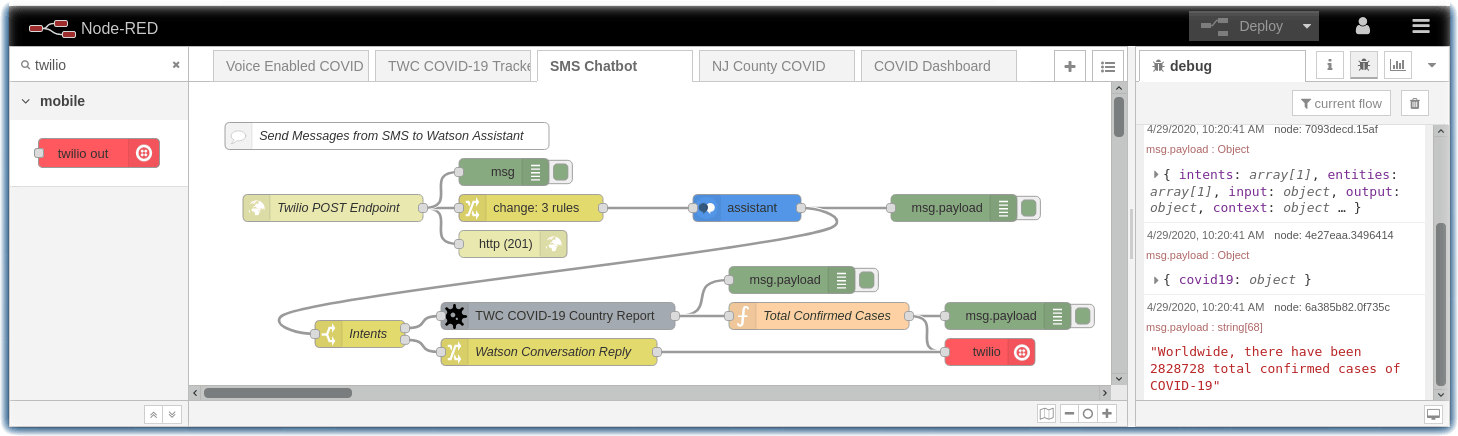 Node-RED
Deploy
twilio
mobile
twilio out
Voice Enabled COVID
TWC COVID-19 Tracke
SMS Chatbot
NJ County COVID
COVID Dashboard
Send Messages from SMS to Watson Assistant
msg
Twilio POST Endpoint
change: 3 rules
assistant
msg.payload
http (201)
msg.payload
TWC COVID-19 Country Report
Total Confirmed Cases
msg.payload
Intents
Watson Conversation Reply
twilio
debug
i
current flow
4/29/2020, 10:20:41 AM node: 7093decd.15af
msg.payload : Object
{ intents: array[1], entities:
array[1], input: object, output:
object, context: object … }
4/29/2020, 10:20:41 AM node: 4e27eaa.3496414
msg.payload : Object
{ covid19: object }
4/29/2020, 10:20:41 AM node: 6a385b82.0f735c
msg.payload : string[68]
"Worldwide, there have been
2828728 total confirmed cases of
COVID-19"